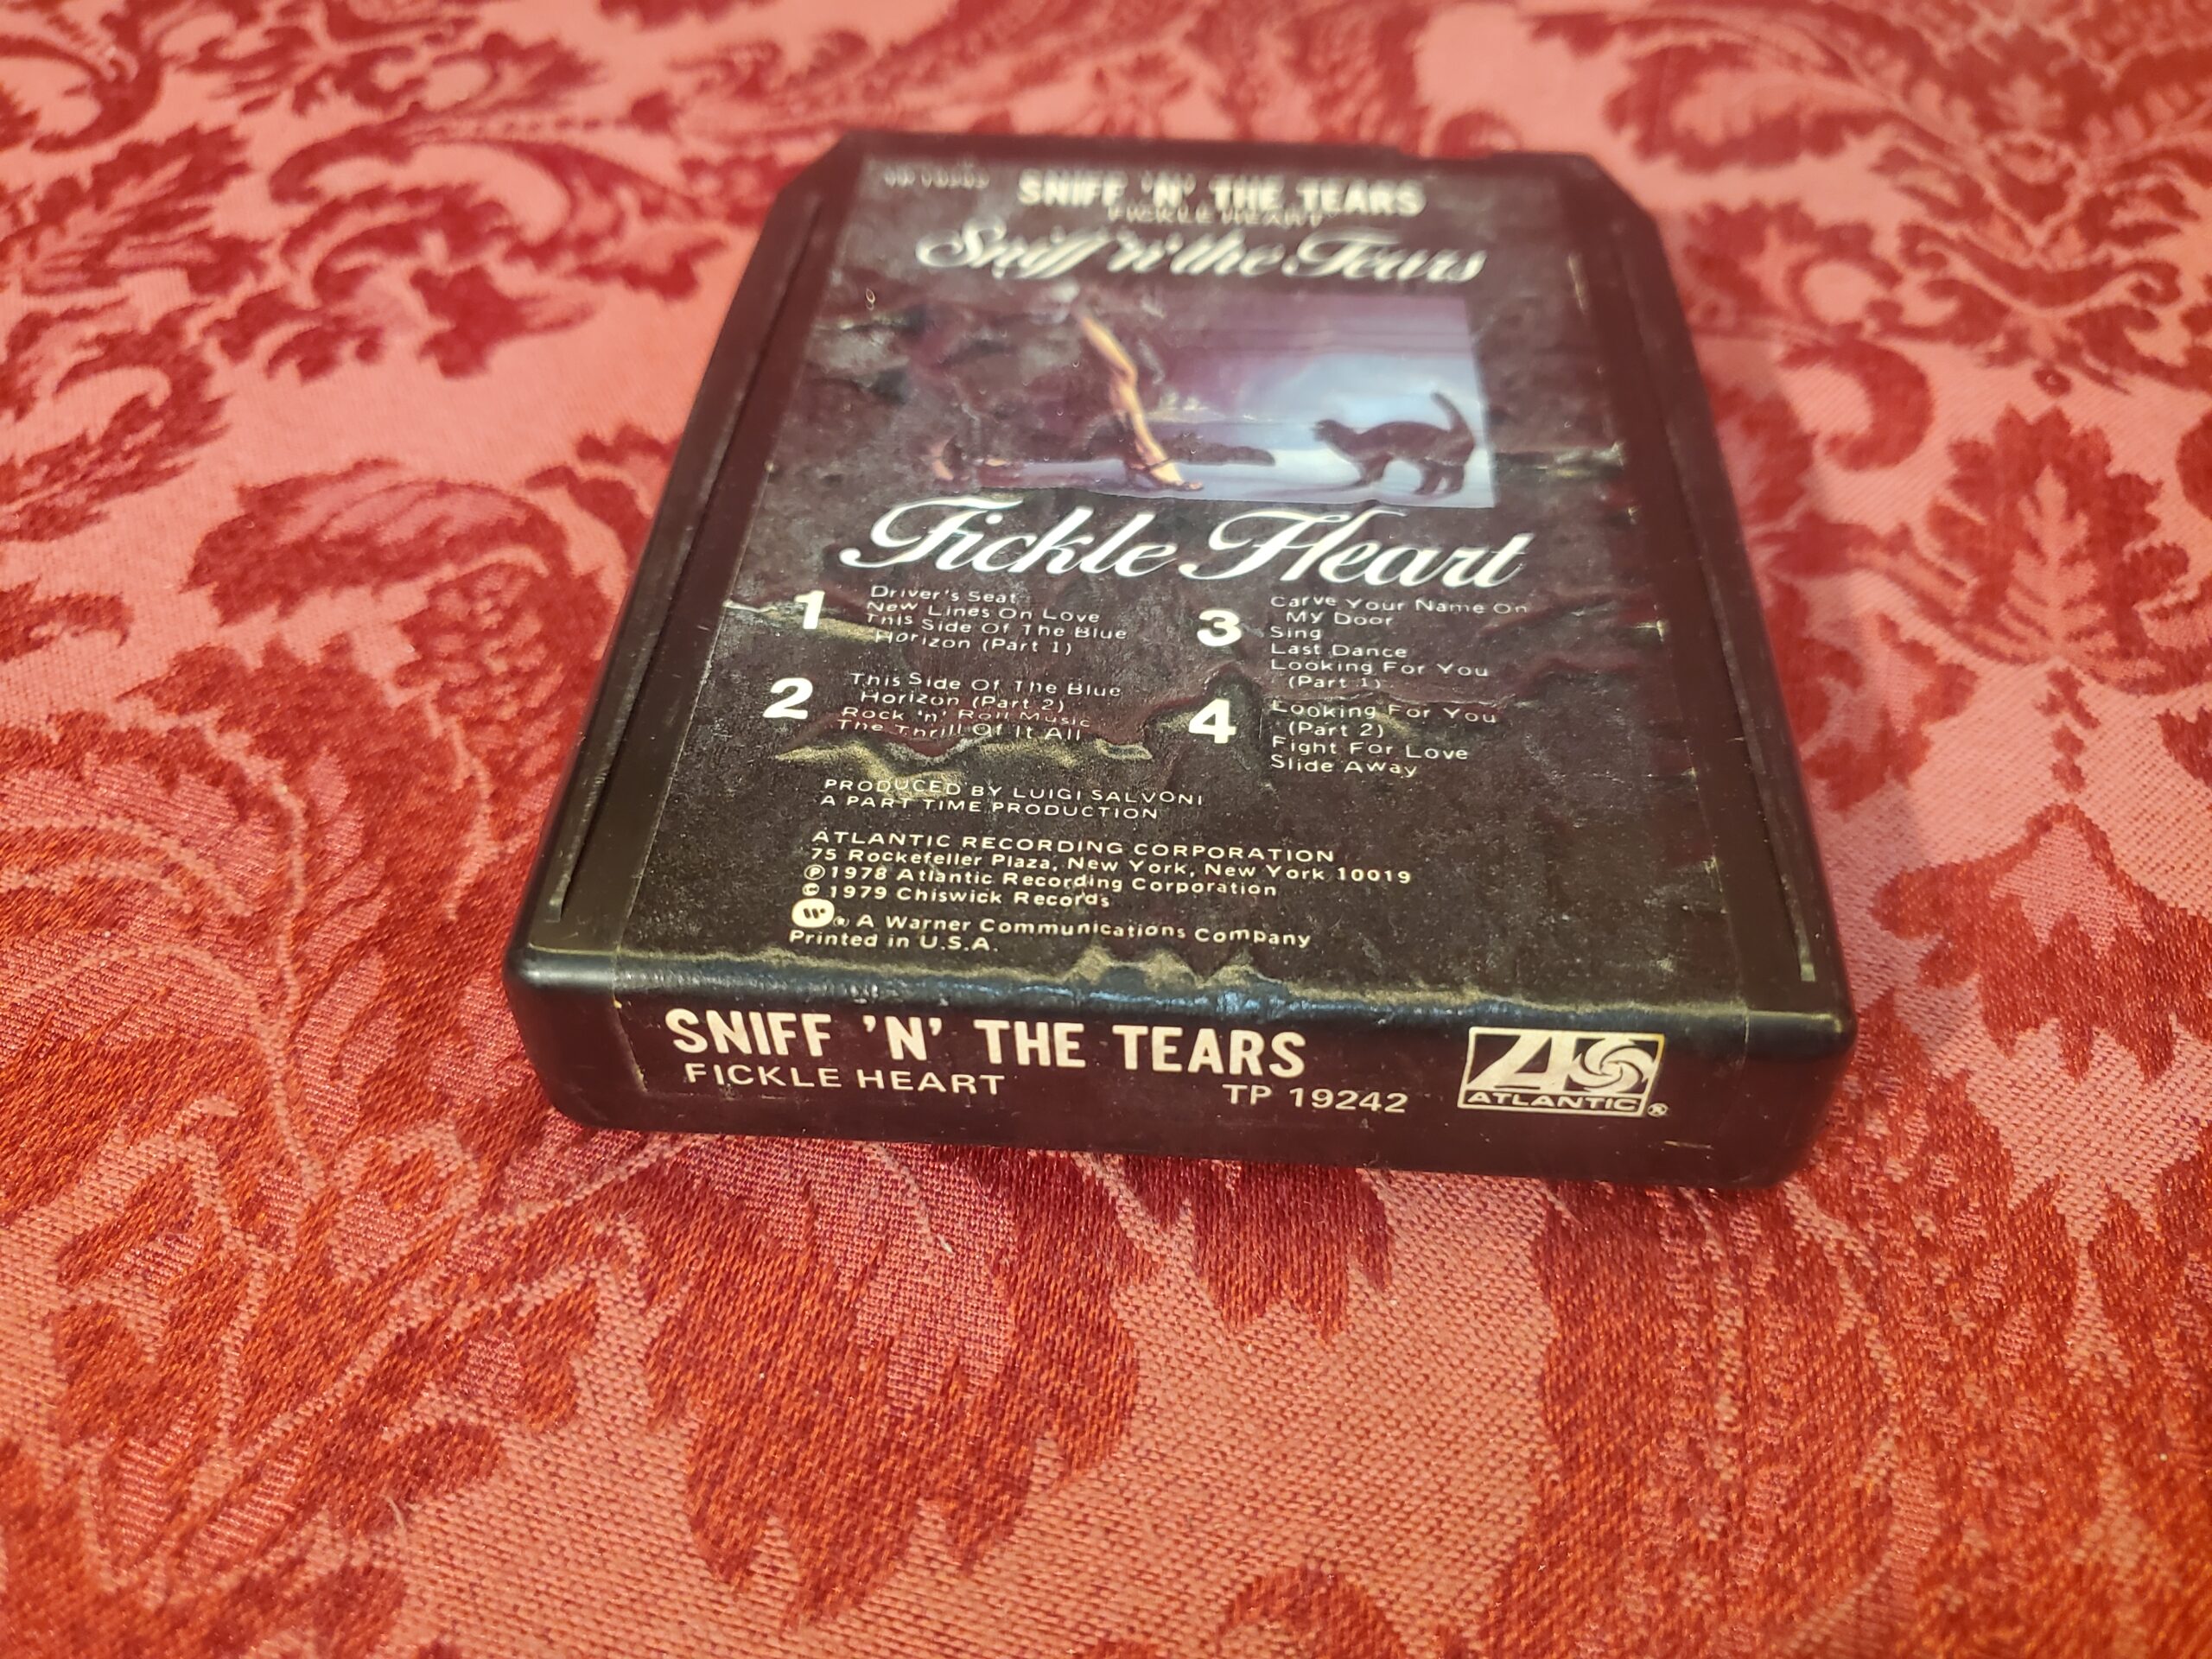 SNIFF 'N' THE TEARS
FICKLE HEART
Sniff 'n' the Tears
Fickle Heart
1
Driver's Seat
New Lines On Love
This Side Of The Blue
Horizon (Part 1)
2
This Side Of The Blue
Horizon (Part 2)
Rock 'n' Roll Music
The Thrill Of It All
3
Carve Your Name On
My Door
Sing
Last Dance
Looking For You
(Part 1)
4
Looking For You
(Part 2)
Fight For Love
Slide Away
PRODUCED BY LUIGI SALVONI
A PART TIME PRODUCTION
ATLANTIC RECORDING CORPORATION
75 Rockefeller Plaza, New York, New York 10019
℗1978 Atlantic Recording Corporation
© 1979 Chiswick Records
® A Warner Communications Company
Printed in U.S.A.
SNIFF 'N' THE TEARS
FICKLE HEART
TP 19242
ATLANTIC®